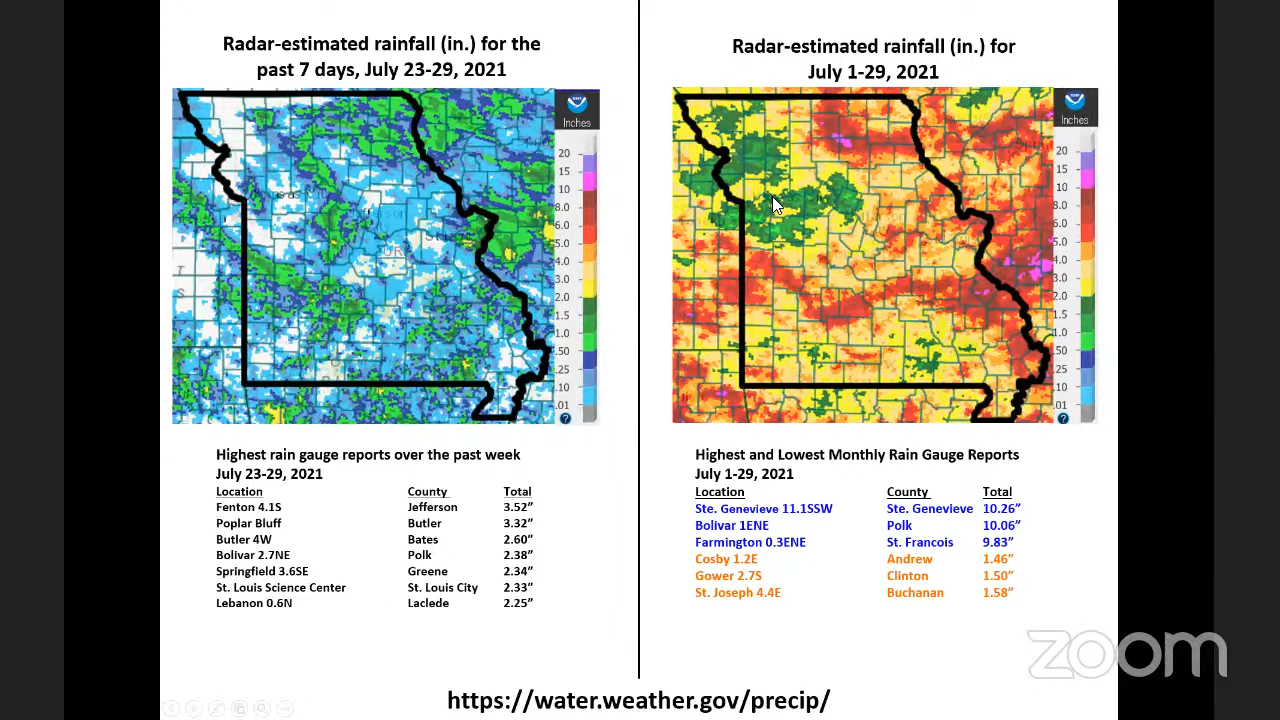 Radar-estimated rainfall (in.) for the
past 7 days, July 23-29, 2021
Inches
20
15
10
8.0
6.0
5.0
4.0
3.0
2.0
1.5
1.0
.50
25
.10
.01
?
Highest rain gauge reports over the past week
July 23-29, 2021
Location County Total
Fenton 4.1S Jefferson 3.52”
Poplar Bluff Butler 3.32”
Butler 4W Bates 2.60”
Bolivar 2.7NE Polk 2.38”
Springfield 3.6SE Greene 2.34”
St. Louis Science Center St. Louis City 2.33”
Lebanon 0.6N Laclede 2.25”
Radar-estimated rainfall (in.) for
July 1-29, 2021
Inches
20
15
10
8.0
6.0
5.0
4.0
3.0
2.0
1.5
1.0
.50
25
.10
.01
?
Highest and Lowest Monthly Rain Gauge Reports
July 1-29, 2021
Location County Total
Ste. Genevieve 11.1SSW Ste. Genevieve 10.26”
Bolivar 1ENE Polk 10.06”
Farmington 0.3ENE St. Francois 9.83”
Cosby 1.2E Andrew 1.46”
Gower 2.7S Clinton 1.50”
St. Joseph 4.4E Buchanan 1.58”
zoom
https://water.weather.gov/precip/